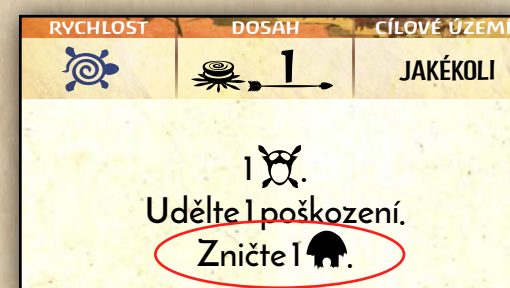 RYCHLOST DOSAH CÍLOVÉ ÚZEMÍ
1 JAKÉKOLI
1.
Udělte 1 poškození.
Zničte 1.